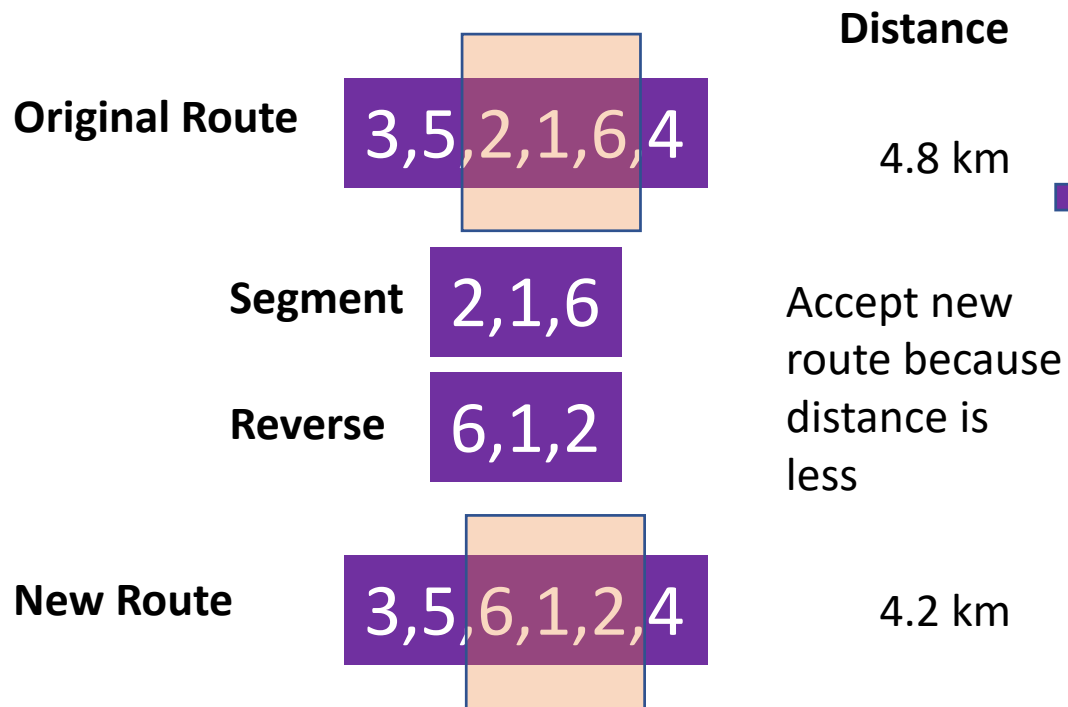 Distance
Original Route
3,5,2,1,6,4
4.8 km
Segment
2,1,6
Accept new
route because
distance is
less
Reverse
6,1,2
New Route
3,5,6,1,2,4
4.2 km